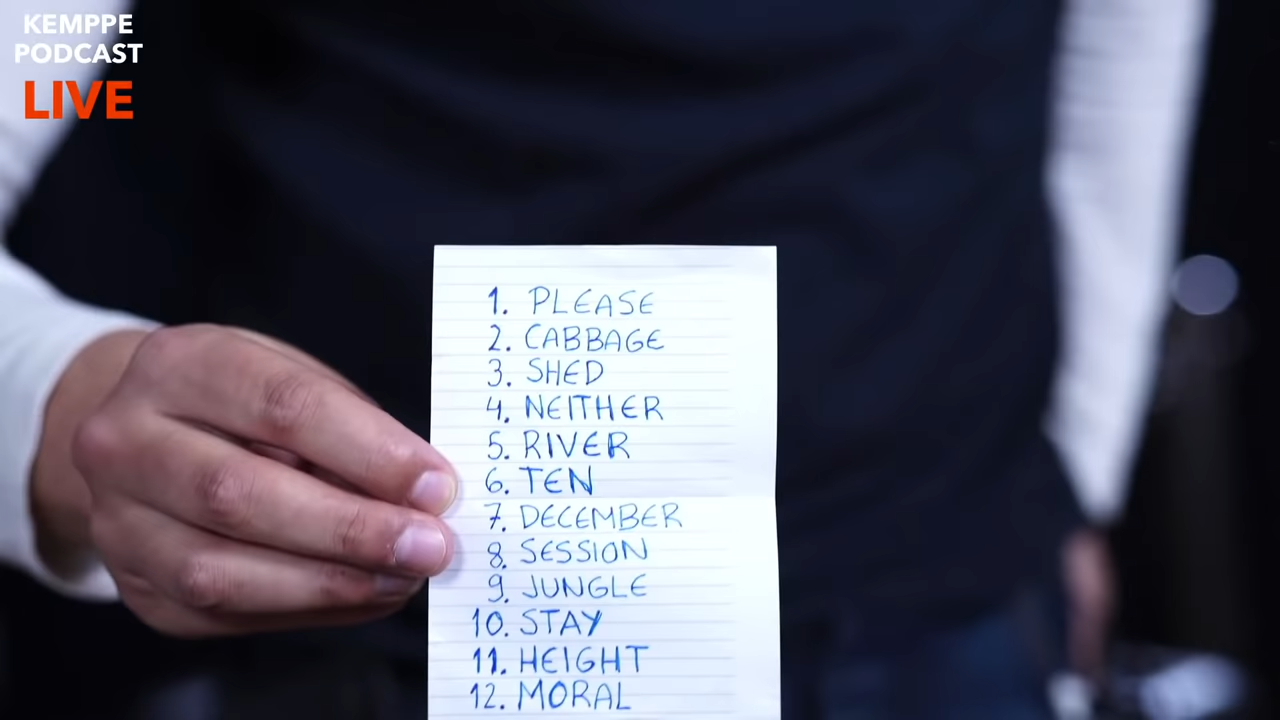 KEMPPE
PODCAST
LIVE
1. PLEASE
2. CABBAGE
3. SHED
4. NEITHER
5. RIVER
6. TEN
7. DECEMBER
8. SESSION
9. JUNGLE
10. STAY
11. HEIGHT
12. MORAL